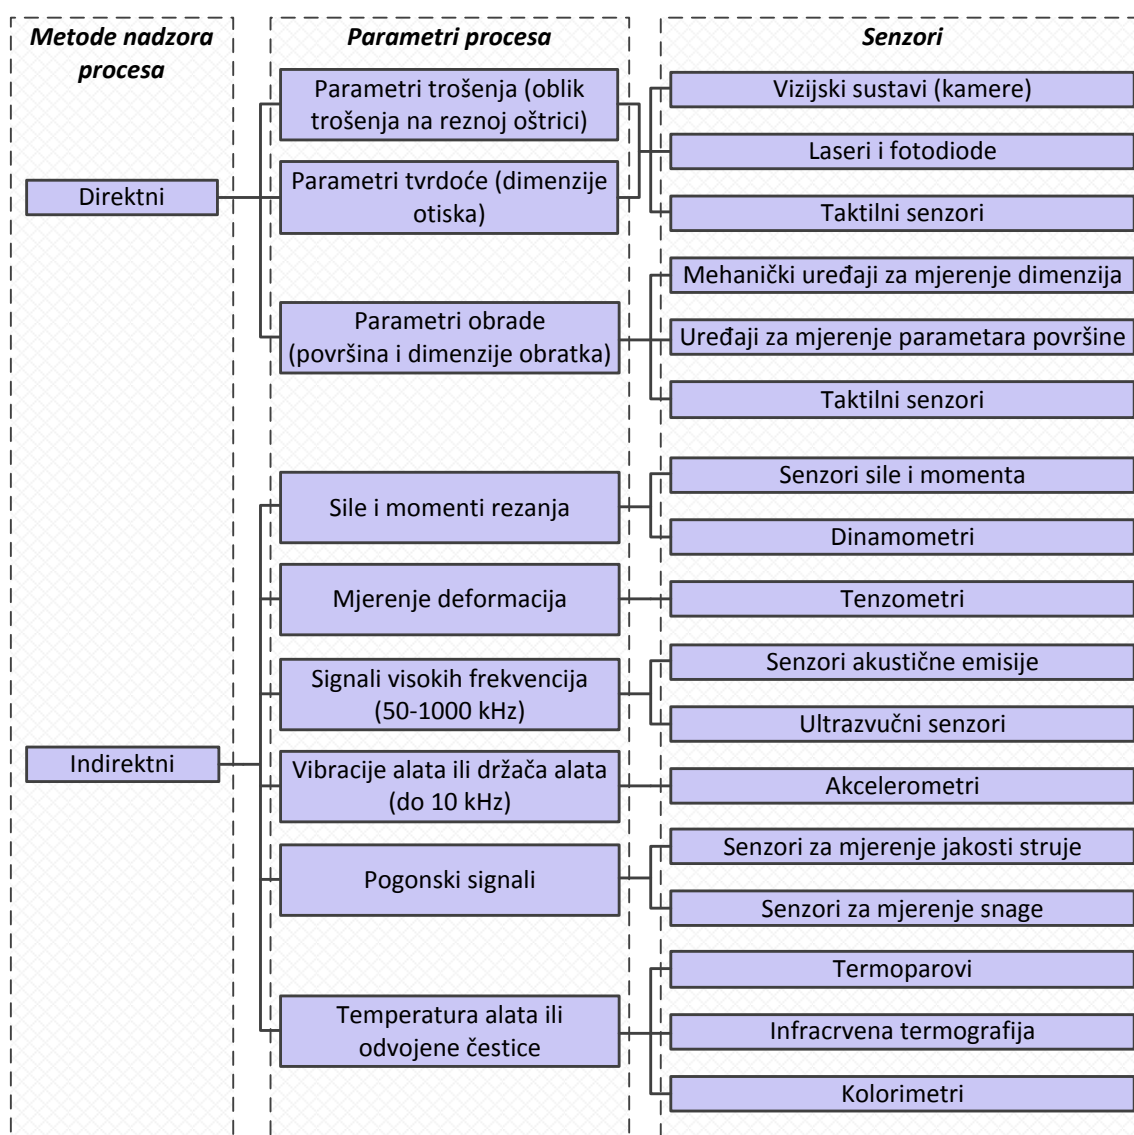 Metode nadzora
procesa
Parametri procesa
Senzori
Direktni
Parametri trošenja (oblik
trošenja na reznoj oštrici)
Parametri tvrdoće (dimenzije
otiska)
Vizijski sustavi (kamere)
Laseri i fotodiode
Taktilni senzori
Parametri obrade
(površina i dimenzije obratka)
Mehanički uređaji za mjerenje dimenzija
Uređaji za mjerenje parametara površine
Taktilni senzori
Indirektni
Sile i momenti rezanja
Senzori sile i momenta
Dinamometri
Mjerenje deformacija
Tenzometri
Signali visokih frekvencija
(50-1000 kHz)
Senzori akustične emisije
Ultrazvučni senzori
Vibracije alata ili držača alata
(do 10 kHz)
Akcelerometri
Pogonski signali
Senzori za mjerenje jakosti struje
Senzori za mjerenje snage
Temperatura alata ili
odvojene čestice
Termoparovi
Infracrvena termografija
Kolorimetri